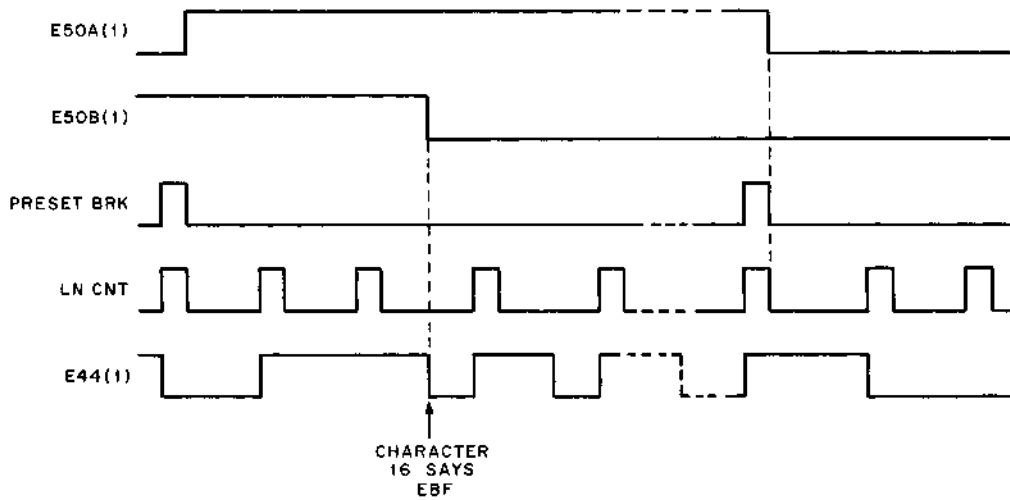 E50A(1)
E50B(1)
PRESET BRK
LN CNT
E44(1)
CHARACTER
16 SAYS
EBF